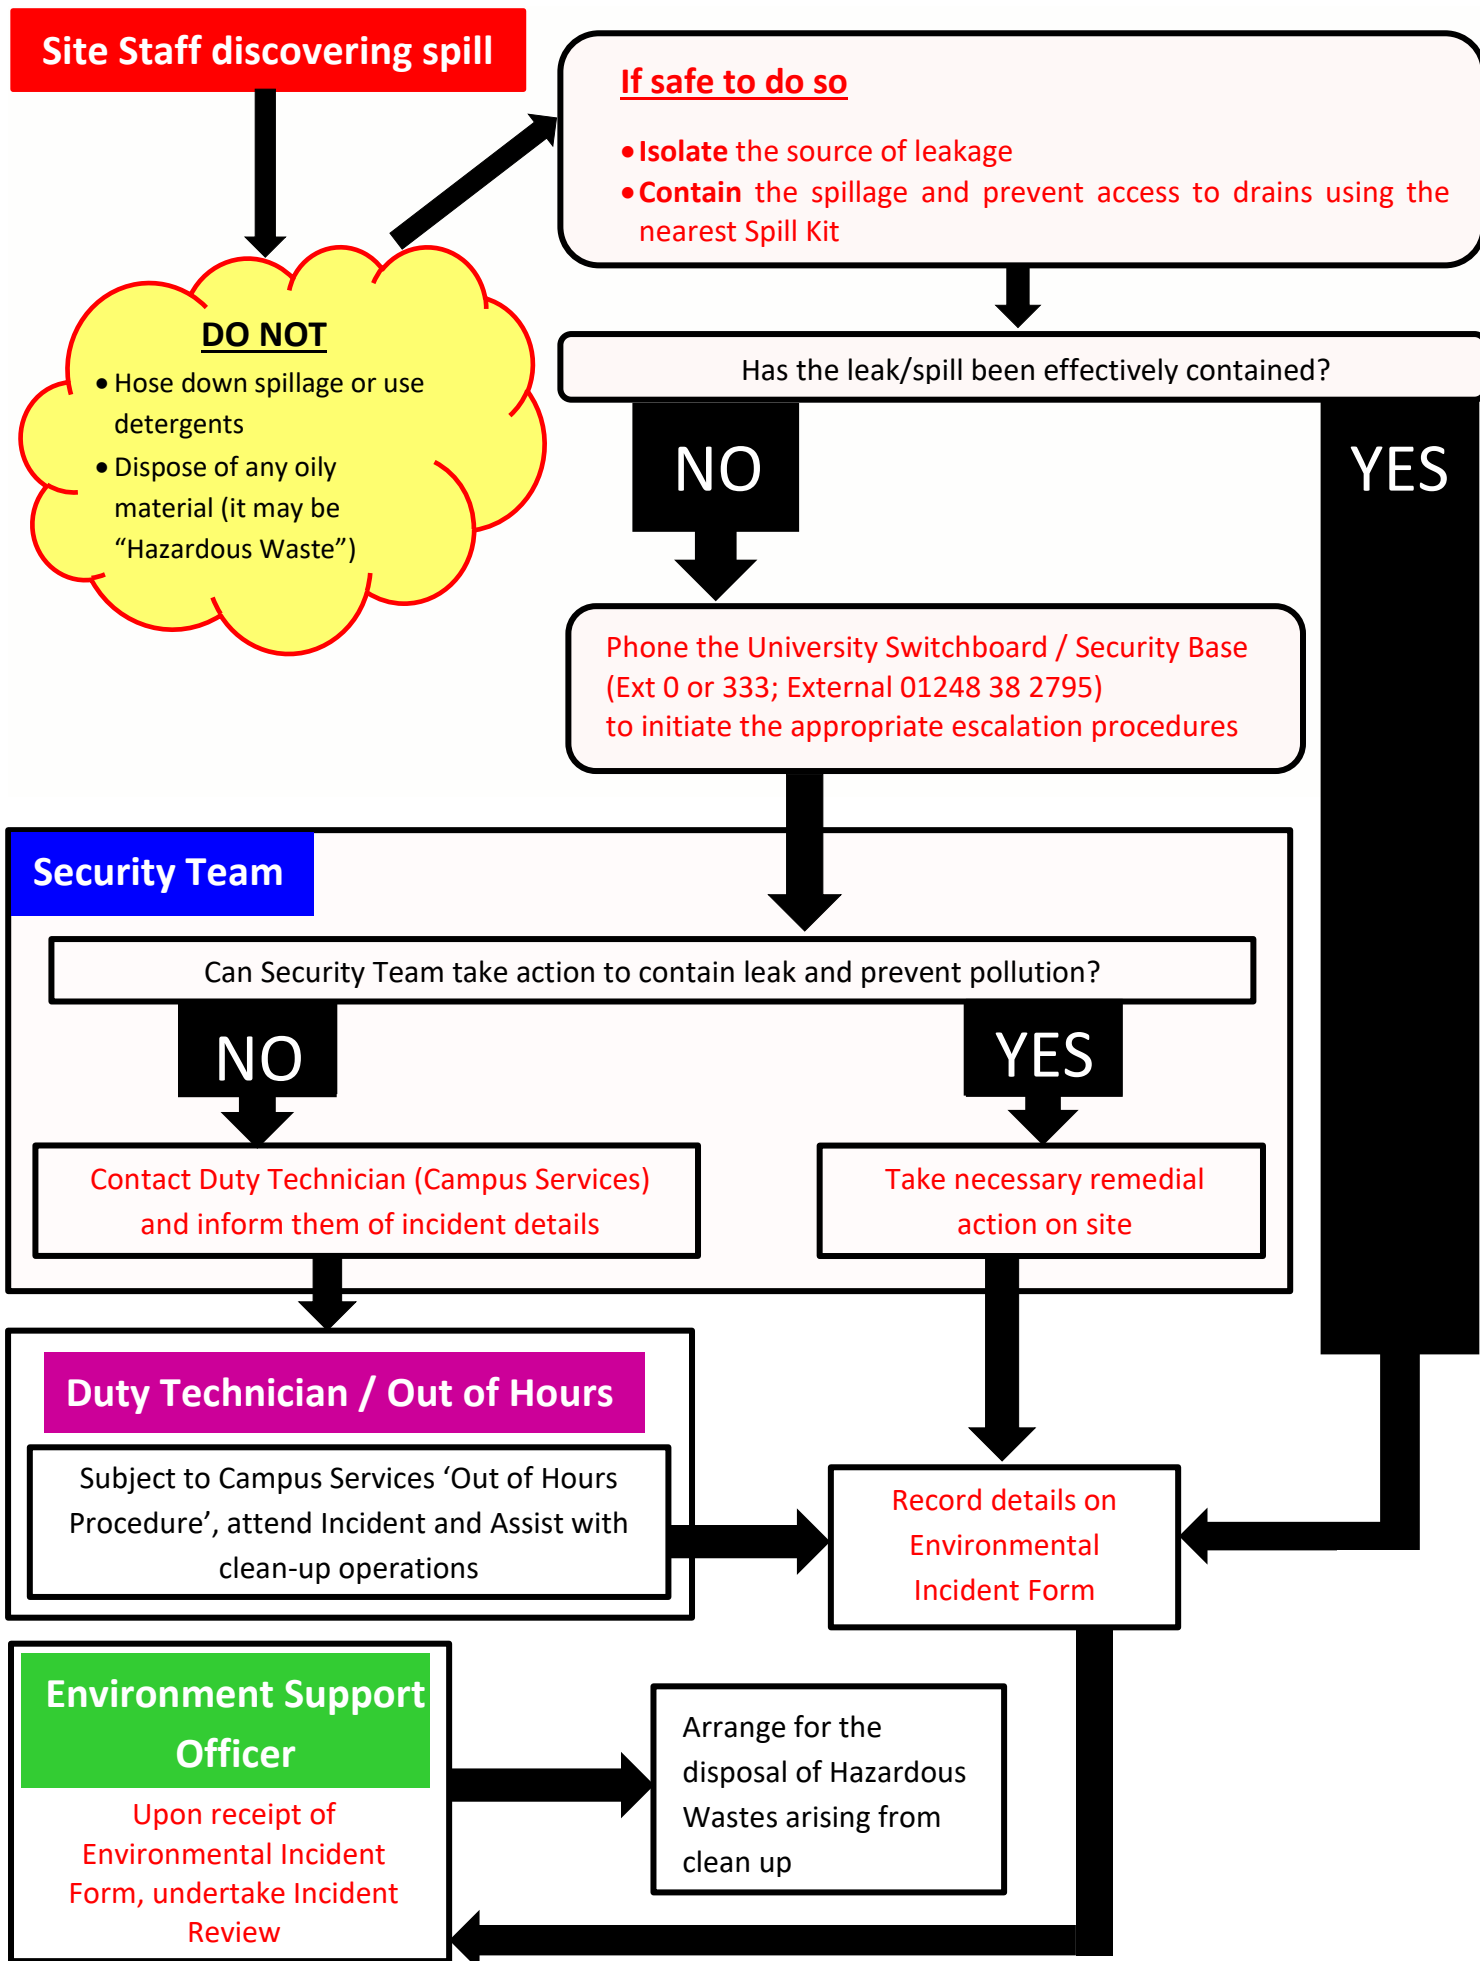 Site Staff discovering spill
If safe to do so
• Isolate the source of leakage
• Contain the spillage and prevent access to drains using the
nearest Spill Kit
DO NOT
• Hose down spillage or use
detergents
• Dispose of any oily
material (it may be
“Hazardous Waste”)
Has the leak/spill been effectively contained?
NO
YES
Phone the University Switchboard / Security Base
(Ext 0 or 333; External 01248 38 2795)
to initiate the appropriate escalation procedures
Security Team
Can Security Team take action to contain leak and prevent pollution?
NO
YES
Contact Duty Technician (Campus Services)
and inform them of incident details
Take necessary remedial
action on site
Duty Technician / Out of Hours
Subject to Campus Services ‘Out of Hours
Procedure’, attend Incident and Assist with
clean-up operations
Record details on
Environmental
Incident Form
Environment Support
Officer
Upon receipt of
Environmental Incident
Form, undertake Incident
Review
Arrange for the
disposal of Hazardous
Wastes arising from
clean up